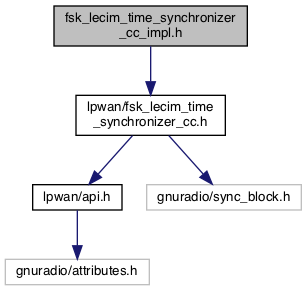 fsk_lecim_time_synchronizer
_cc_impl.h
lpwan/fsk_lecim_time
_synchronizer_cc.h
lpwan/api.h
gnuradio/sync_block.h
gnuradio/attributes.h